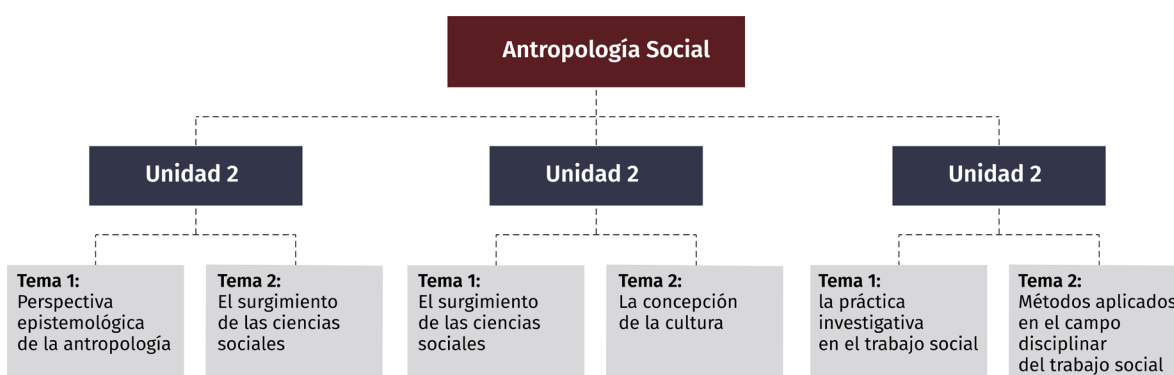 Antropología Social
Unidad 2
Unidad 2
Unidad 2
Tema 1:
Perspectiva
epistemológica
de la antropología
Tema 2:
El surgimiento
de las ciencias
sociales
Tema 1:
El surgimiento
de las ciencias
sociales
Tema 2:
La concepción
de la cultura
Tema 1:
la práctica
investigativa
en el trabajo social
Tema 2:
Métodos aplicados
en el campo
disciplinar
del trabajo social